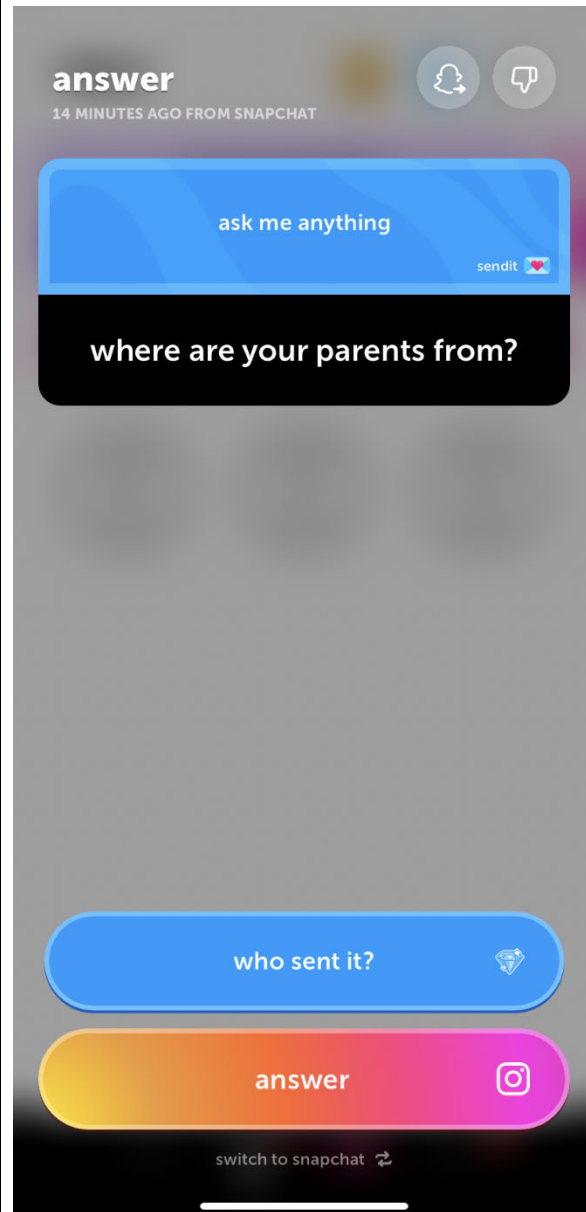 answer
14 MINUTES AGO FROM SNAPCHAT
ask me anything
sendit
where are your parents from?
who sent it?
answer
switch to snapchat